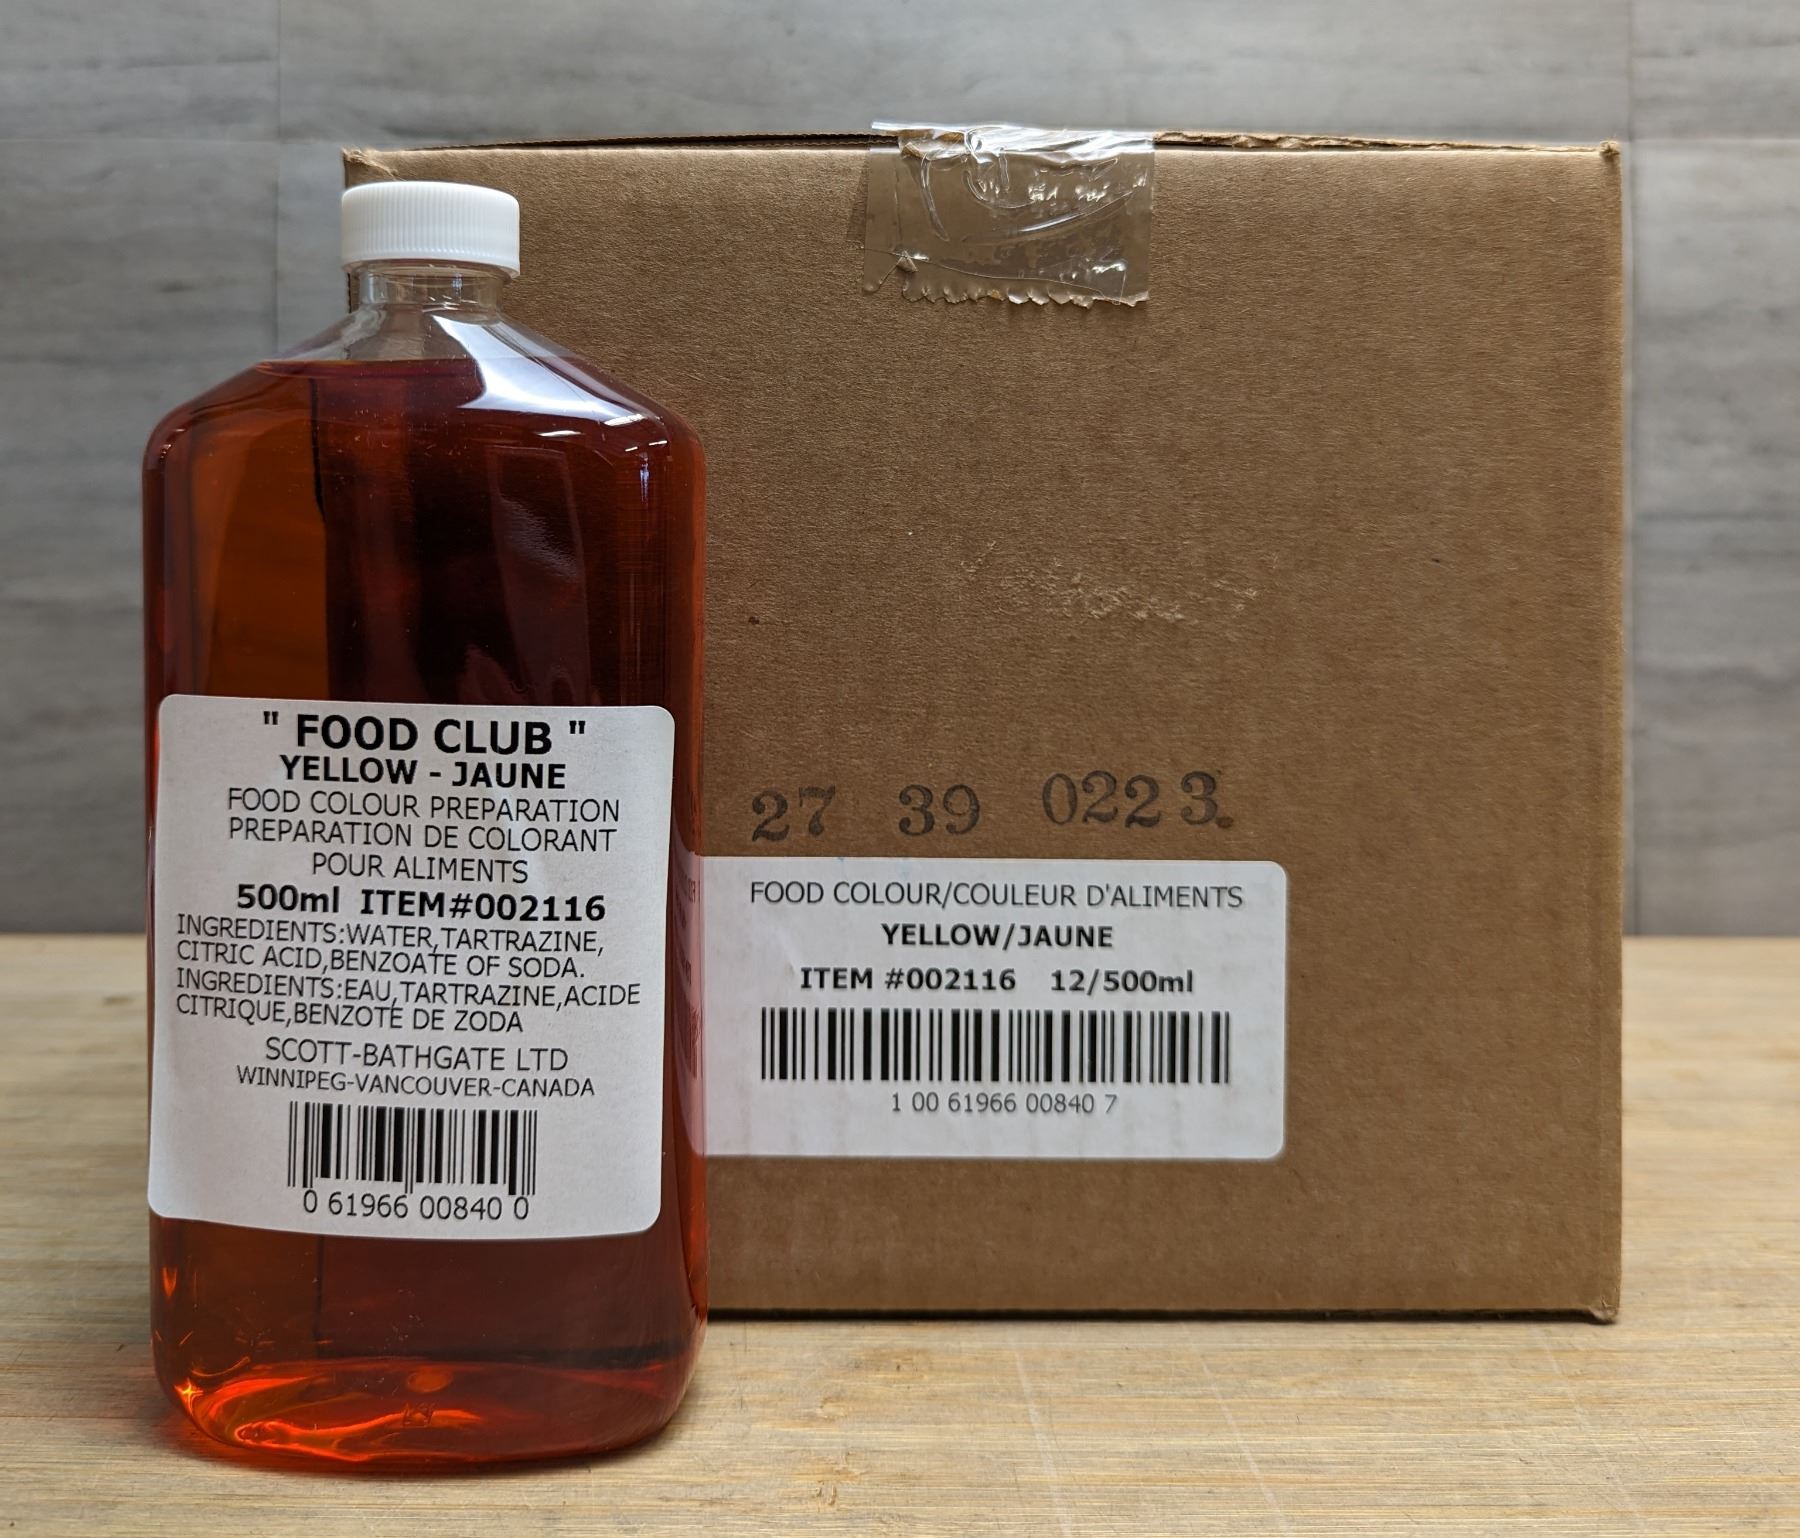 " FOOD CLUB "
YELLOW - JAUNE
FOOD COLOUR PREPARATION
PREPARATION DE COLORANT
POUR ALIMENTS
500ml ITEM#002116
INGREDIENTS:WATER,TARTRAZINE,
CITRIC ACID,BENZOATE OF SODA.
INGREDIENTS:EAU,TARTRAZINE,ACIDE
CITRIQUE,BENZOTE DE ZODA
SCOTT-BATHGATE LTD
WINNIPEG-VANCOUVER-CANADA
0 61966 00840 0
27 39 0223.
FOOD COLOUR/COULEUR D'ALIMENTS
YELLOW/JAUNE
ITEM #002116 12/500ml
1 00 61966 00840 7